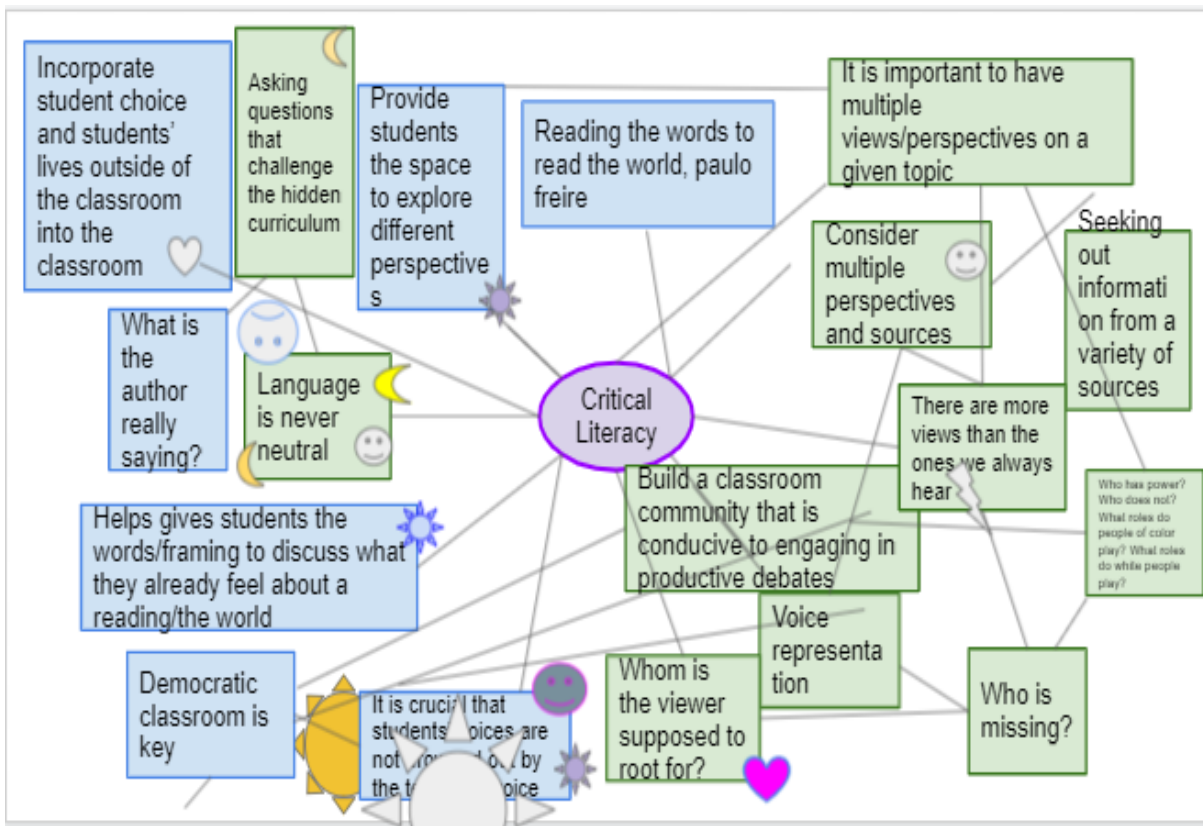 Incorporate
student choice
and students'
lives outside of
the classroom
into the
classroom
Asking
questions
that
challenge
the hidden
curriculum
Provide
students
the space
to explore
different
perspective
s
Reading the words to
read the world, paulo
freire
It is important to have
multiple
views/perspectives on a
given topic
Consider
multiple
perspectives
and sources
Seeking
out
informati
on from a
variety of
sources
What is
the
author
really
saying?
Language
is never
neutral
Critical
Literacy
There are more
views than the
ones we always
hear
Who has power?
Who does not?
What roles do
people of color
play? What roles
do while people
play?
Build a classroom
community that is
conducive to engaging in
productive debates
Helps gives students the
words/framing to discuss what
they already feel about a
reading/the world
Voice
representa
tion
Democratic
classroom is
key
It is crucial that
students are
not by
the
Whom is
the viewer
supposed to
root for?
Who is
missing?